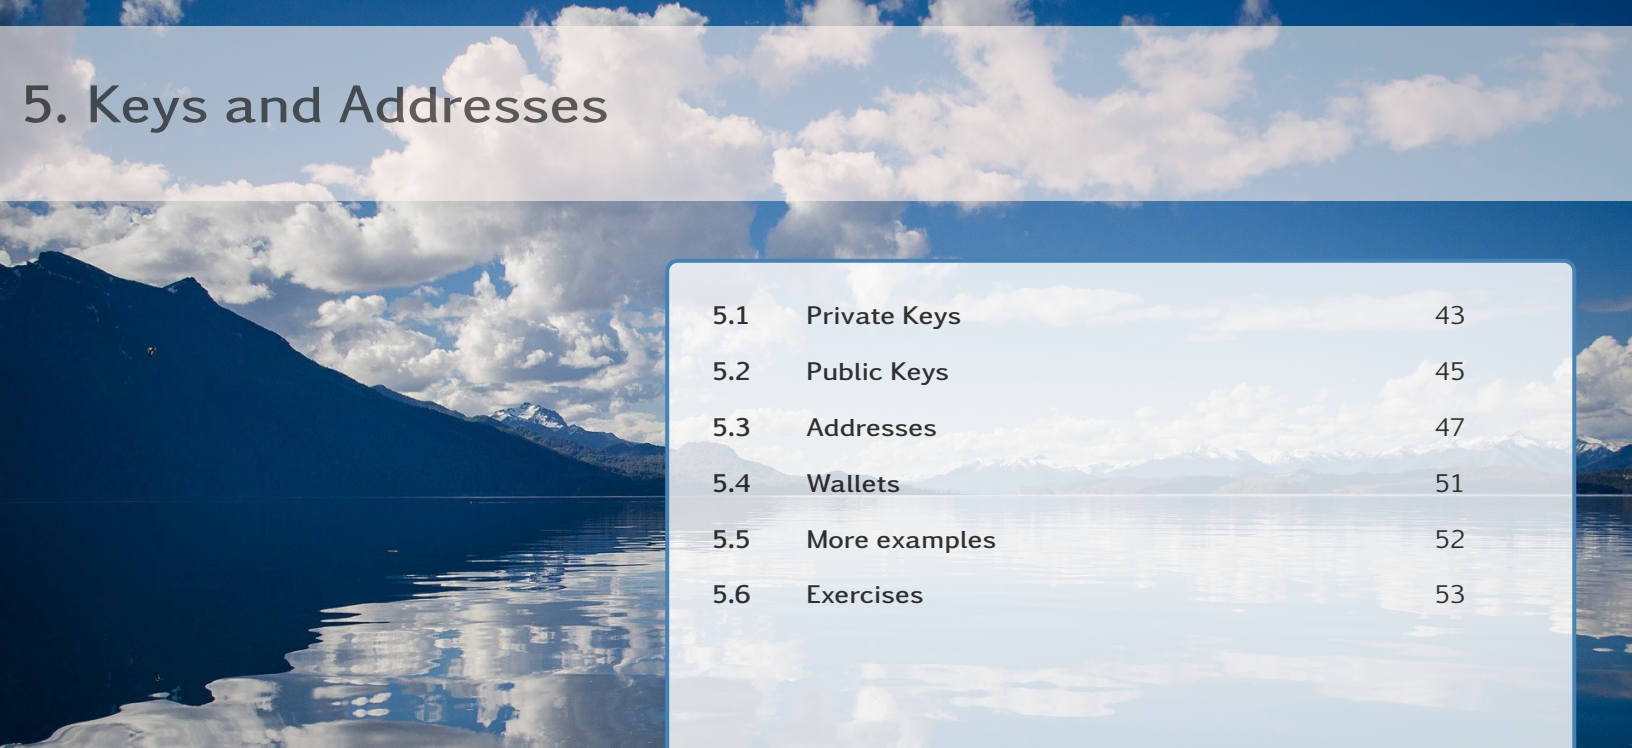 5. Keys and Addresses
5.1 Private Keys 43
5.2 Public Keys 45
5.3 Addresses 47
5.4 Wallets 51
5.5 More examples 52
5.6 Exercises 53